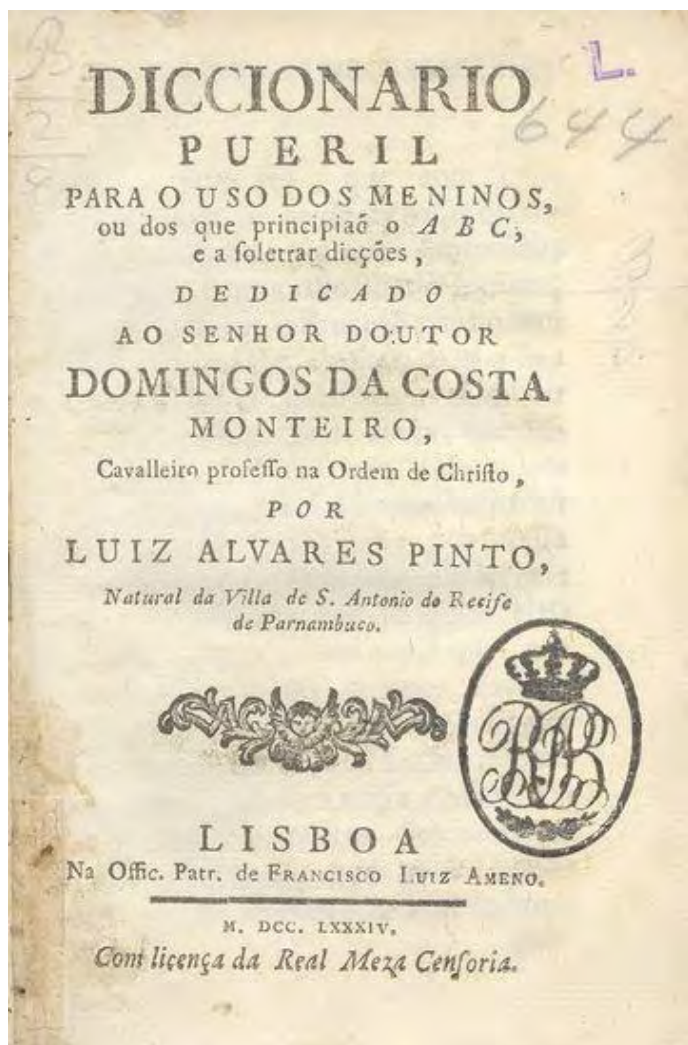 L.
644
DICCIONARIO
PUERIL
PARA O USO DOS MENINOS,
ou dos que principiaõ o A B C,
e a ſoletrar dicções,
DEDICADO
AO SENHOR DOUTOR
DOMINGOS DA COSTA
MONTEIRO,
Cavalleiro profeſſo na Ordem de Chriſto,
POR
LUIZ ALVARES PINTO,
Natural da Villa de S. Antonio do Recife
de Parnambuco.
LISBOA
Na Offic. Patr. de FRANCISCO LUIZ AMENO.
M. DCC. LXXXIV.
Com licença da Real Meza Cenſoria.